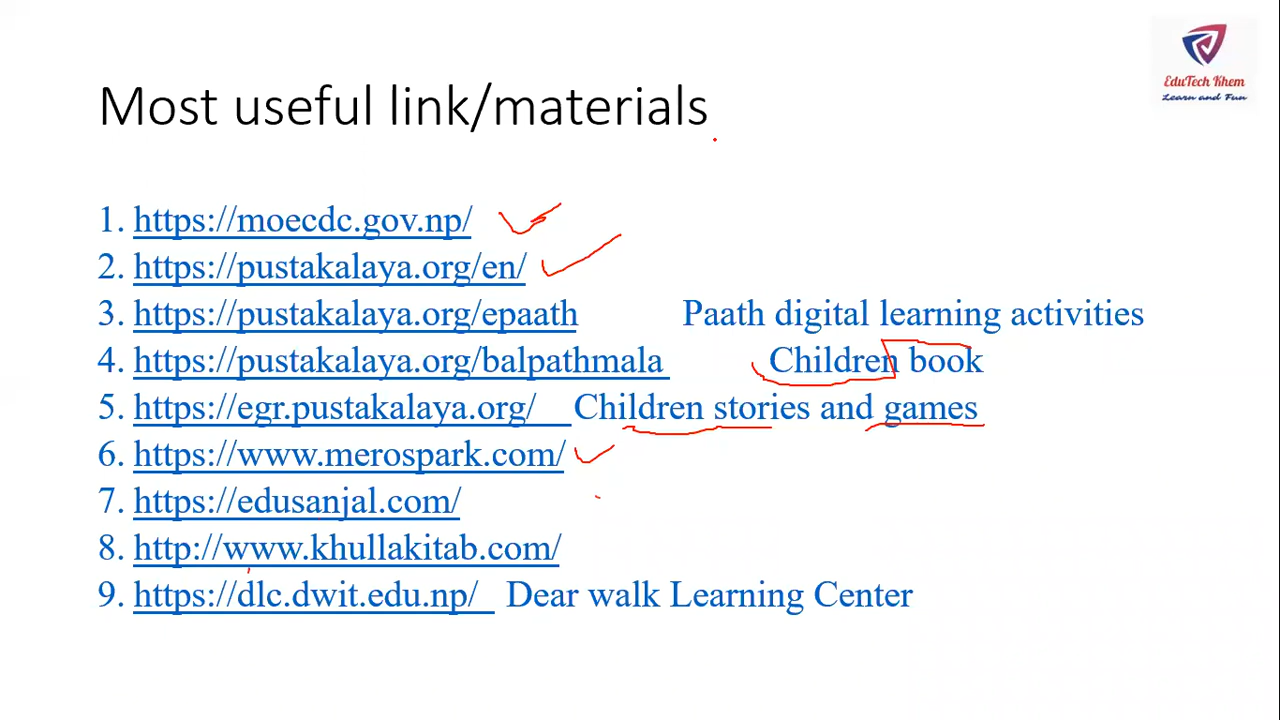 EduTech Khem
Learn and Fun
Most useful link/materials
1. https://moecdc.gov.np/
2. https://pustakalaya.org/en/
3. https://pustakalaya.org/epaath Paath digital learning activities
4. https://pustakalaya.org/balpathmala Children book
5. https://egr.pustakalaya.org/ Children stories and games
6. https://www.merospark.com/
7. https://edusanjal.com/
8. http://www.khullakitab.com/
9. https://dlc.dwit.edu.np/ Dear walk Learning Center